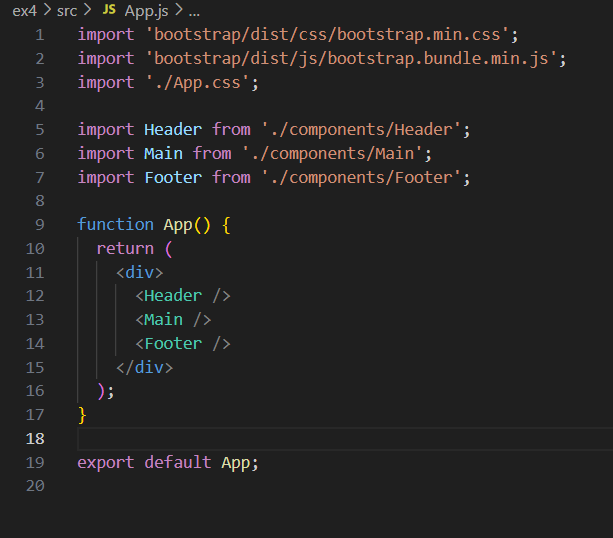 ex4 > src > JS App.js > ...
1 import 'bootstrap/dist/css/bootstrap.min.css';
2 import 'bootstrap/dist/js/bootstrap.bundle.min.js';
3 import './App.css';
4
5 import Header from './components/Header';
6 import Main from './components/Main';
7 import Footer from './components/Footer';
8
9 function App() {
10   return (
11     <div>
12       <Header />
13       <Main />
14       <Footer />
15     </div>
16   );
17 }
18
19 export default App;
20